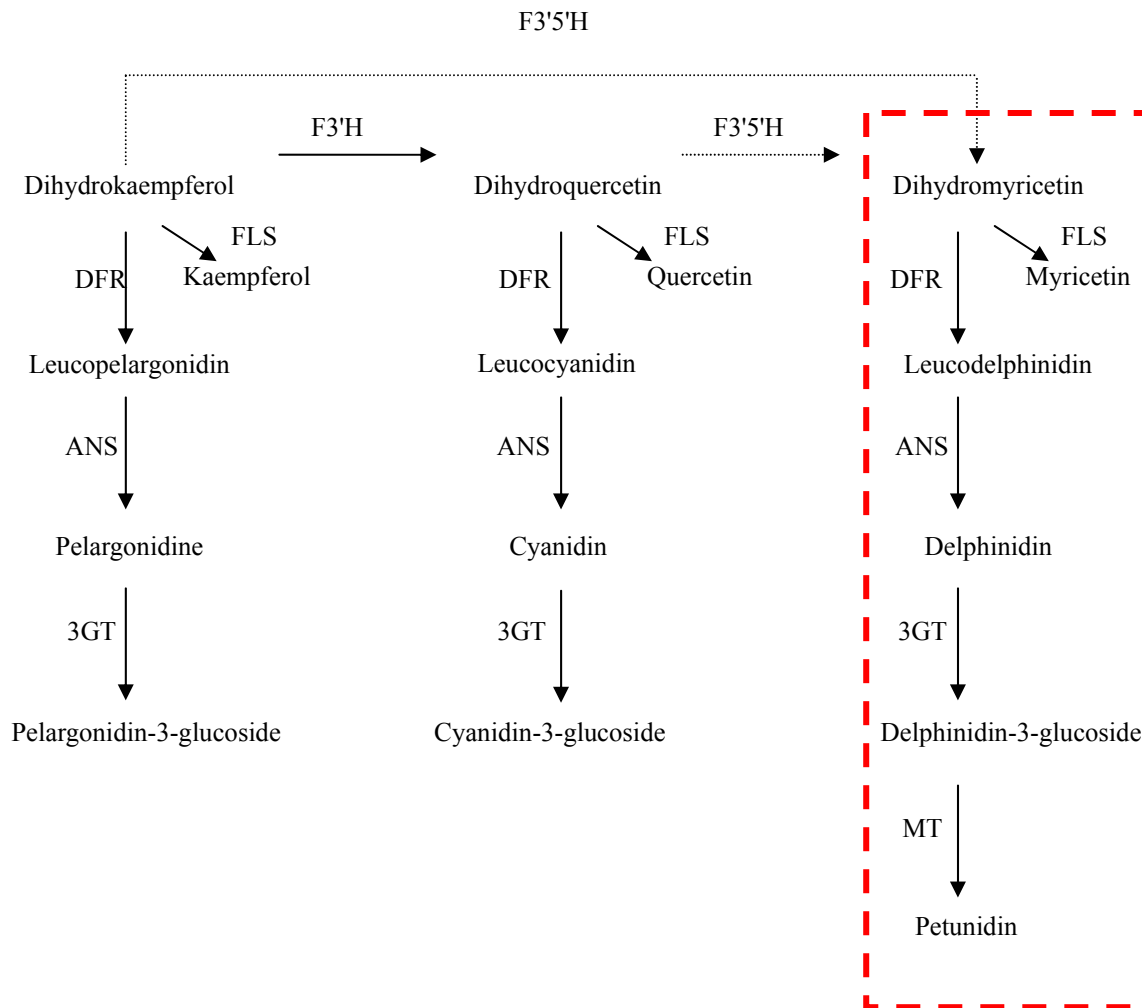 F3'5'H
F3'H
F3'5'H
Dihydrokaempferol
Dihydroquercetin
Dihydromyricetin
FLS
FLS
FLS
DFR
Kaempferol
DFR
Quercetin
DFR
Myricetin
Leucopelargonidin
Leucocyanidin
Leucodelphinidin
ANS
ANS
ANS
Pelargonidine
Cyanidin
Delphinidin
3GT
3GT
3GT
Pelargonidin-3-glucoside
Cyanidin-3-glucoside
Delphinidin-3-glucoside
MT
Petunidin